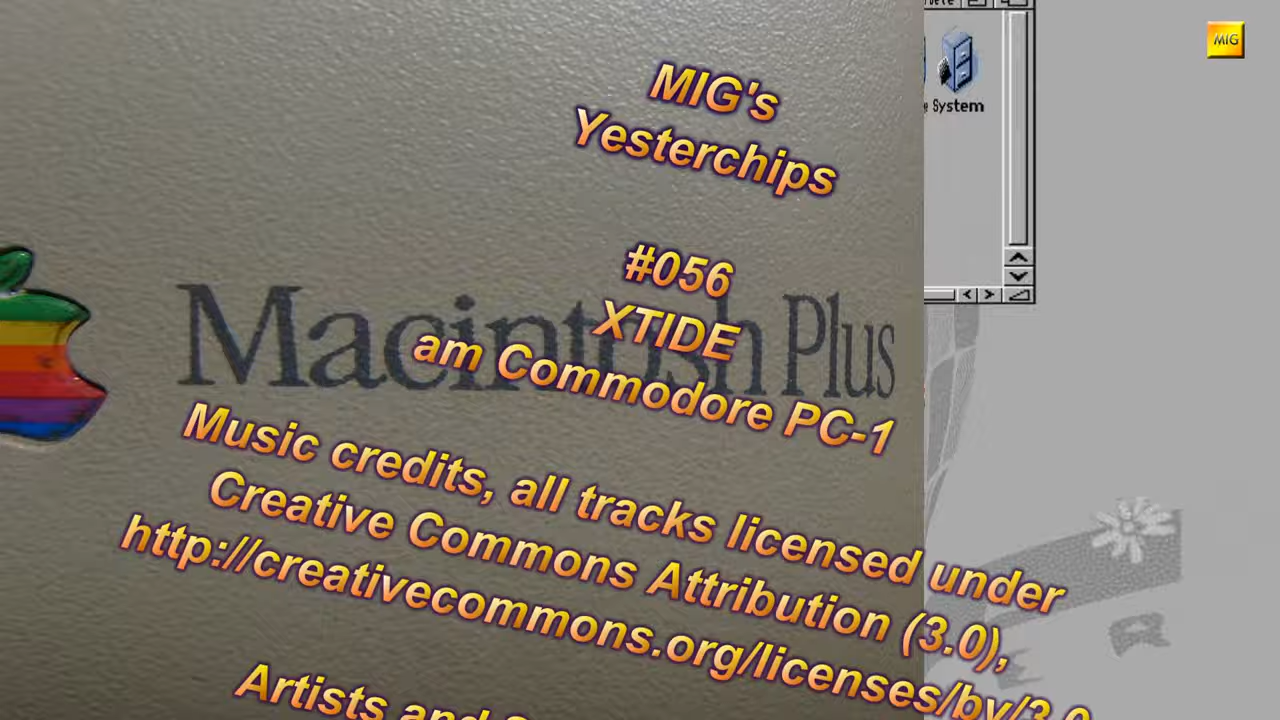 MIG
System
MIG's
Yesterchips
#056
XTIDE
am Commodore PC-1
Macintosh Plus
Music credits, all tracks licensed under
Creative Commons Attribution (3.0),
http://creativecommons.org/licenses/by/3.0
Artists and